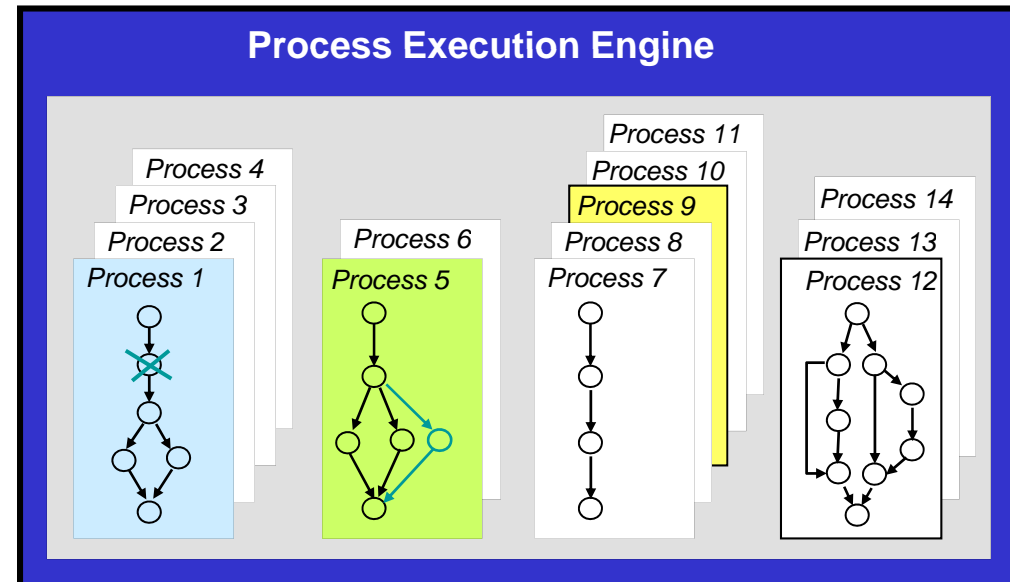 Process Execution Engine
Process 4
Process 3
Process 2
Process 1
Process 6
Process 5
Process 11
Process 10
Process 9
Process 8
Process 7
Process 14
Process 13
Process 12